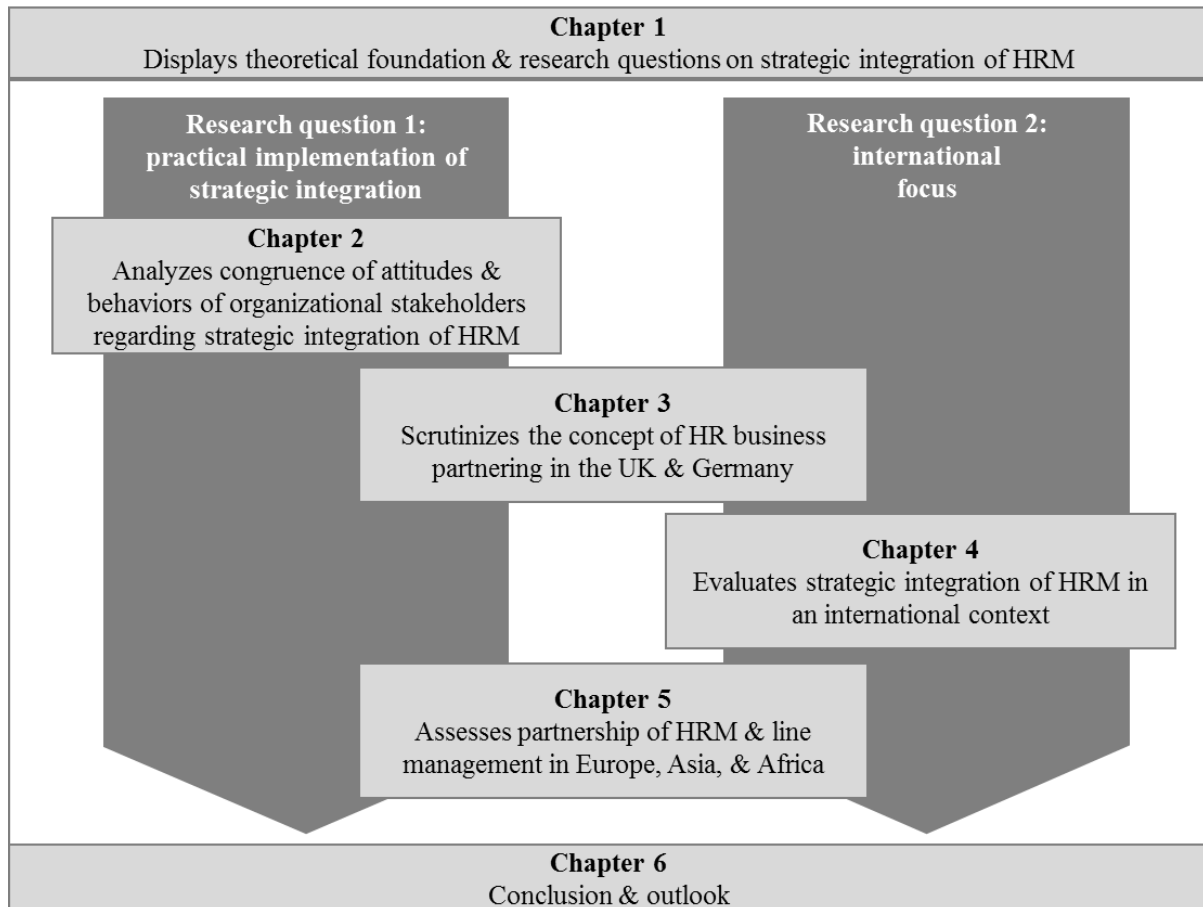 Chapter 1
Displays theoretical foundation & research questions on strategic integration of HRM
Research question 1:
practical implementation of
strategic integration
Research question 2:
international
focus
Chapter 2
Analyzes congruence of attitudes &
behaviors of organizational stakeholders
regarding strategic integration of HRM
Chapter 3
Scrutinizes the concept of HR business
partnering in the UK & Germany
Chapter 4
Evaluates strategic integration of HRM in
an international context
Chapter 5
Assesses partnership of HRM & line
management in Europe, Asia, & Africa
Chapter 6
Conclusion & outlook